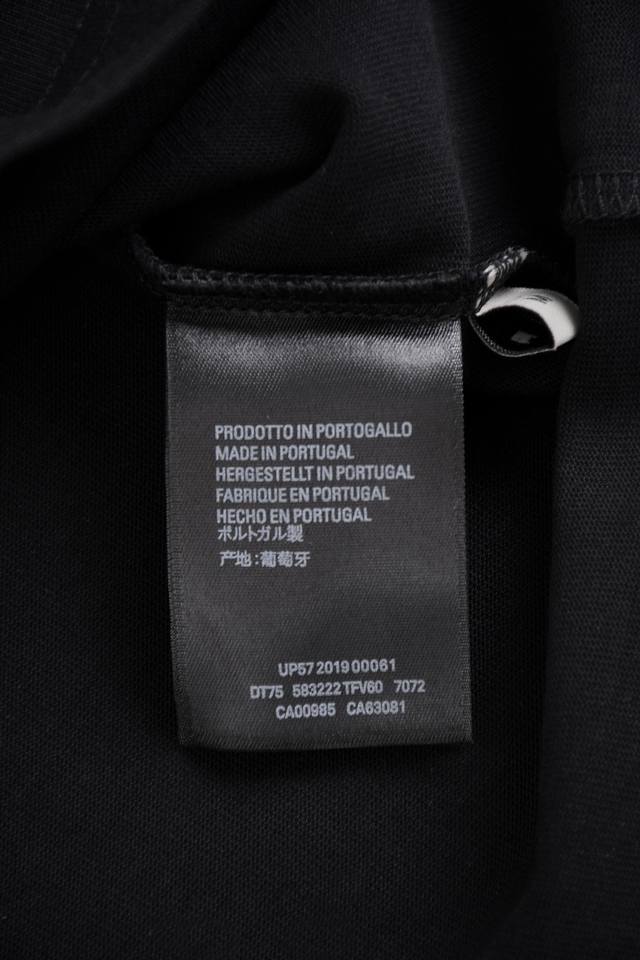 PRODOTTO IN PORTOGALLO
MADE IN PORTUGAL
HERGESTELLT IN PORTUGAL
FABRIQUE EN PORTUGAL
HECHO EN PORTUGAL
ポルトガル製
产地:葡萄牙
UP57 2019 00061
DT75 583222 TFV60 7072
CA00985 CA63081